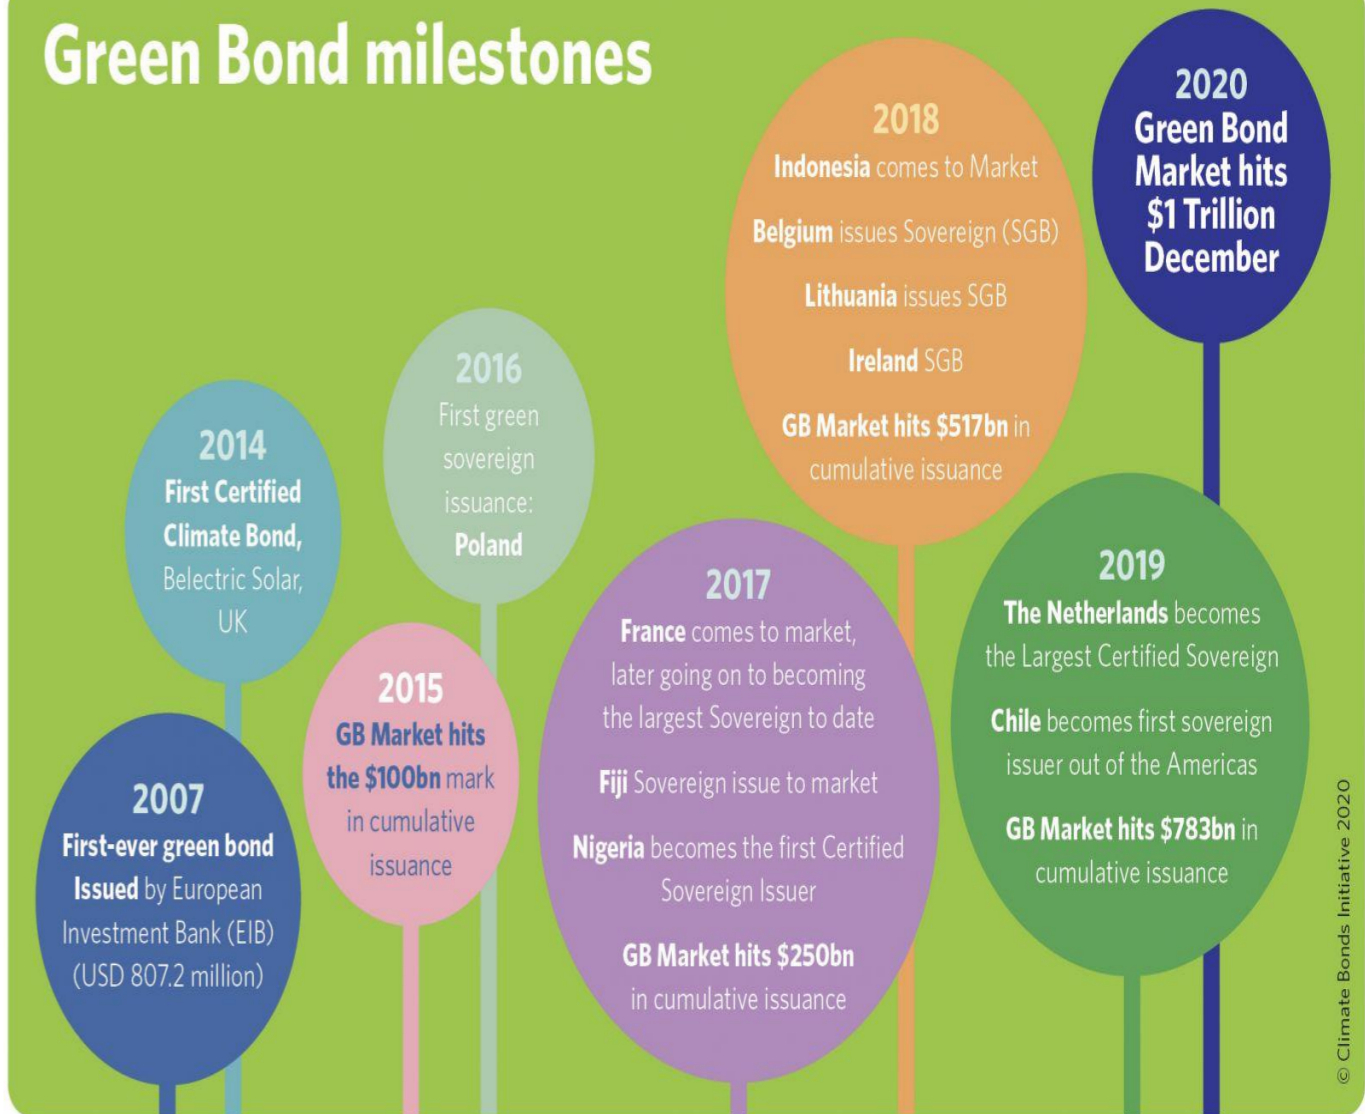 Green Bond milestones
2007
First-ever green bond
Issued by European
Investment Bank (EIB)
(USD 807.2 million)
2014
First Certified
Climate Bond,
Belectric Solar,
UK
2015
GB Market hits
the $100bn mark
in cumulative
issuance
2016
First green
sovereign
issuance:
Poland
2017
France comes to market,
later going on to becoming
the largest Sovereign to date
Fiji Sovereign issue to market
Nigeria becomes the first Certified
Sovereign Issuer
GB Market hits $250bn
in cumulative issuance
2018
Indonesia comes to Market
Belgium issues Sovereign (SGB)
Lithuania issues SGB
Ireland SGB
GB Market hits $517bn in
cumulative issuance
2019
The Netherlands becomes
the Largest Certified Sovereign
Chile becomes first sovereign
issuer out of the Americas
GB Market hits $783bn in
cumulative issuance
2020
Green Bond
Market hits
$1 Trillion
December
© Climate Bonds Initiative 2020